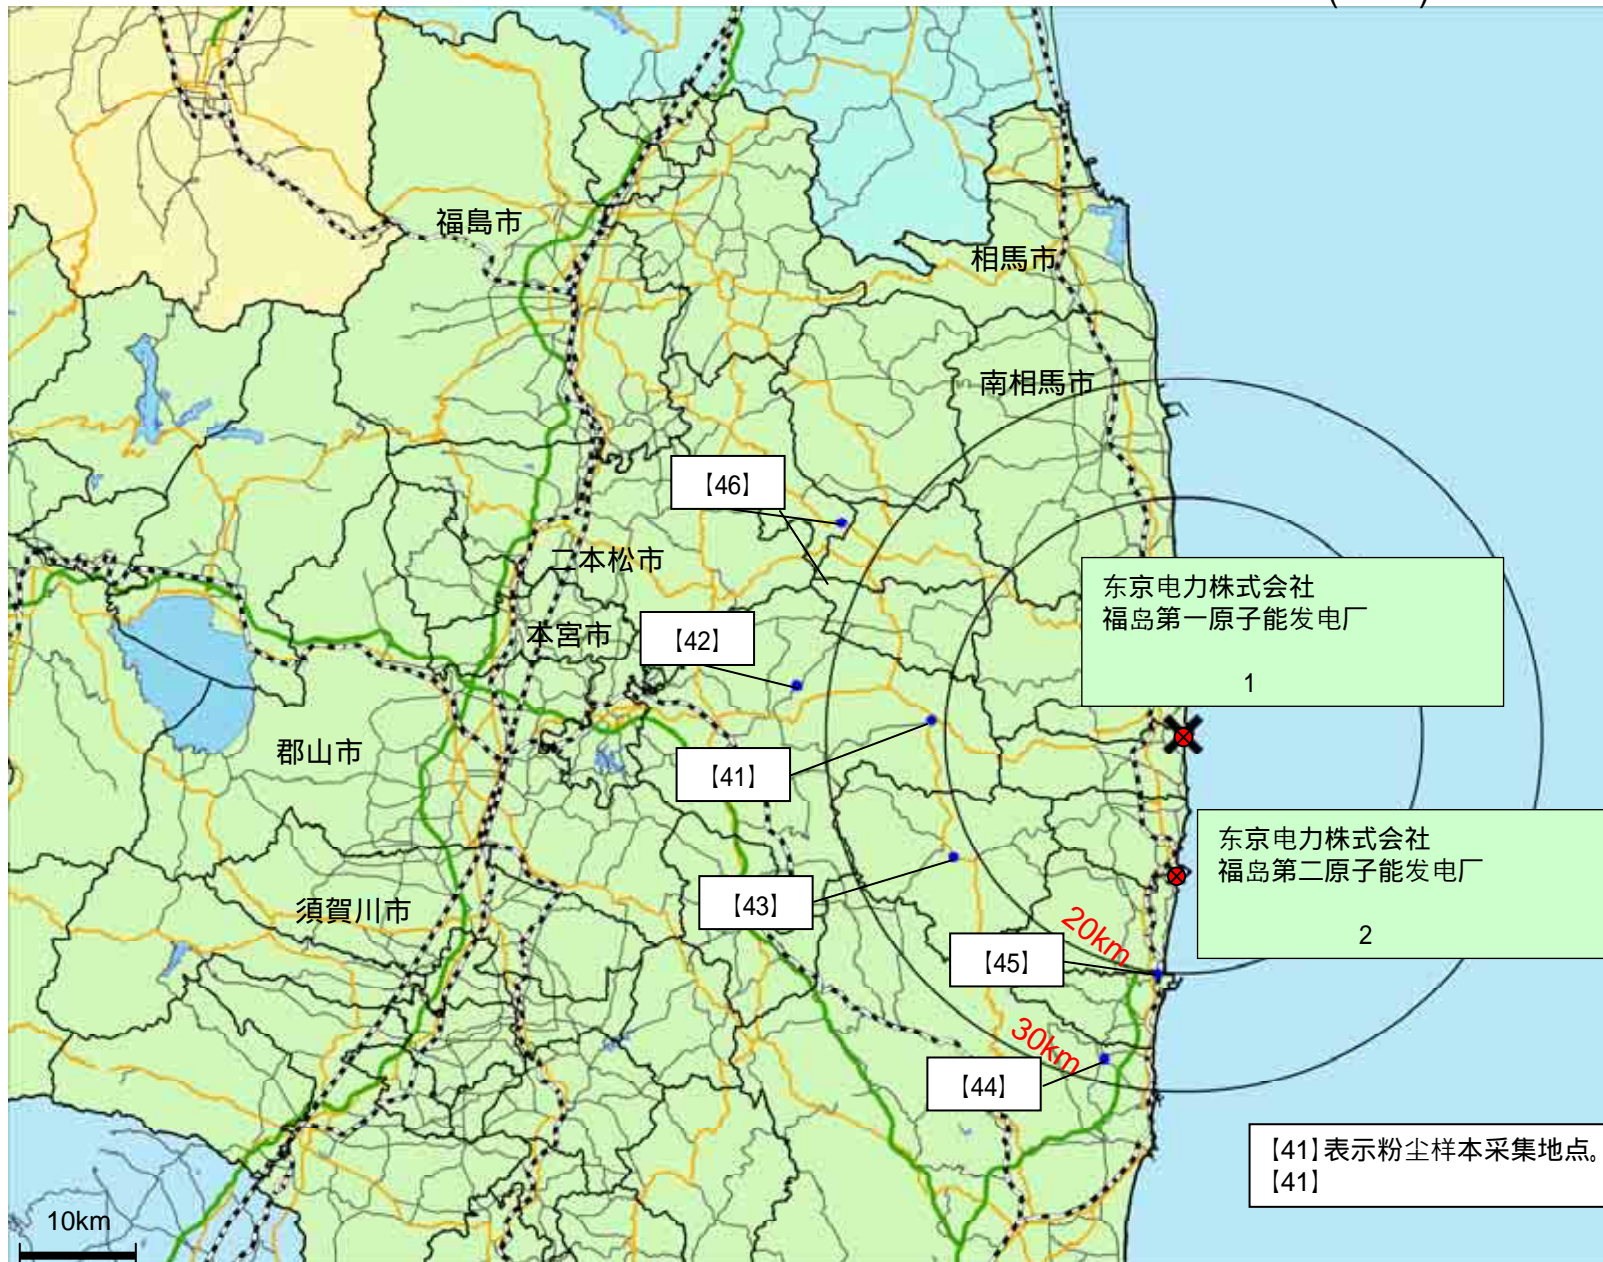 福島市
相馬市
南相馬市
【46】
二本松市
东京电力株式会社
福岛第一原子能发电厂
1
本宮市
【42】
郡山市
【41】
东京电力株式会社
福岛第二原子能发电厂
2
【43】
須賀川市
20km
【45】
30km
【44】
【41】表示粉尘样本采集地点。
【41】
10km